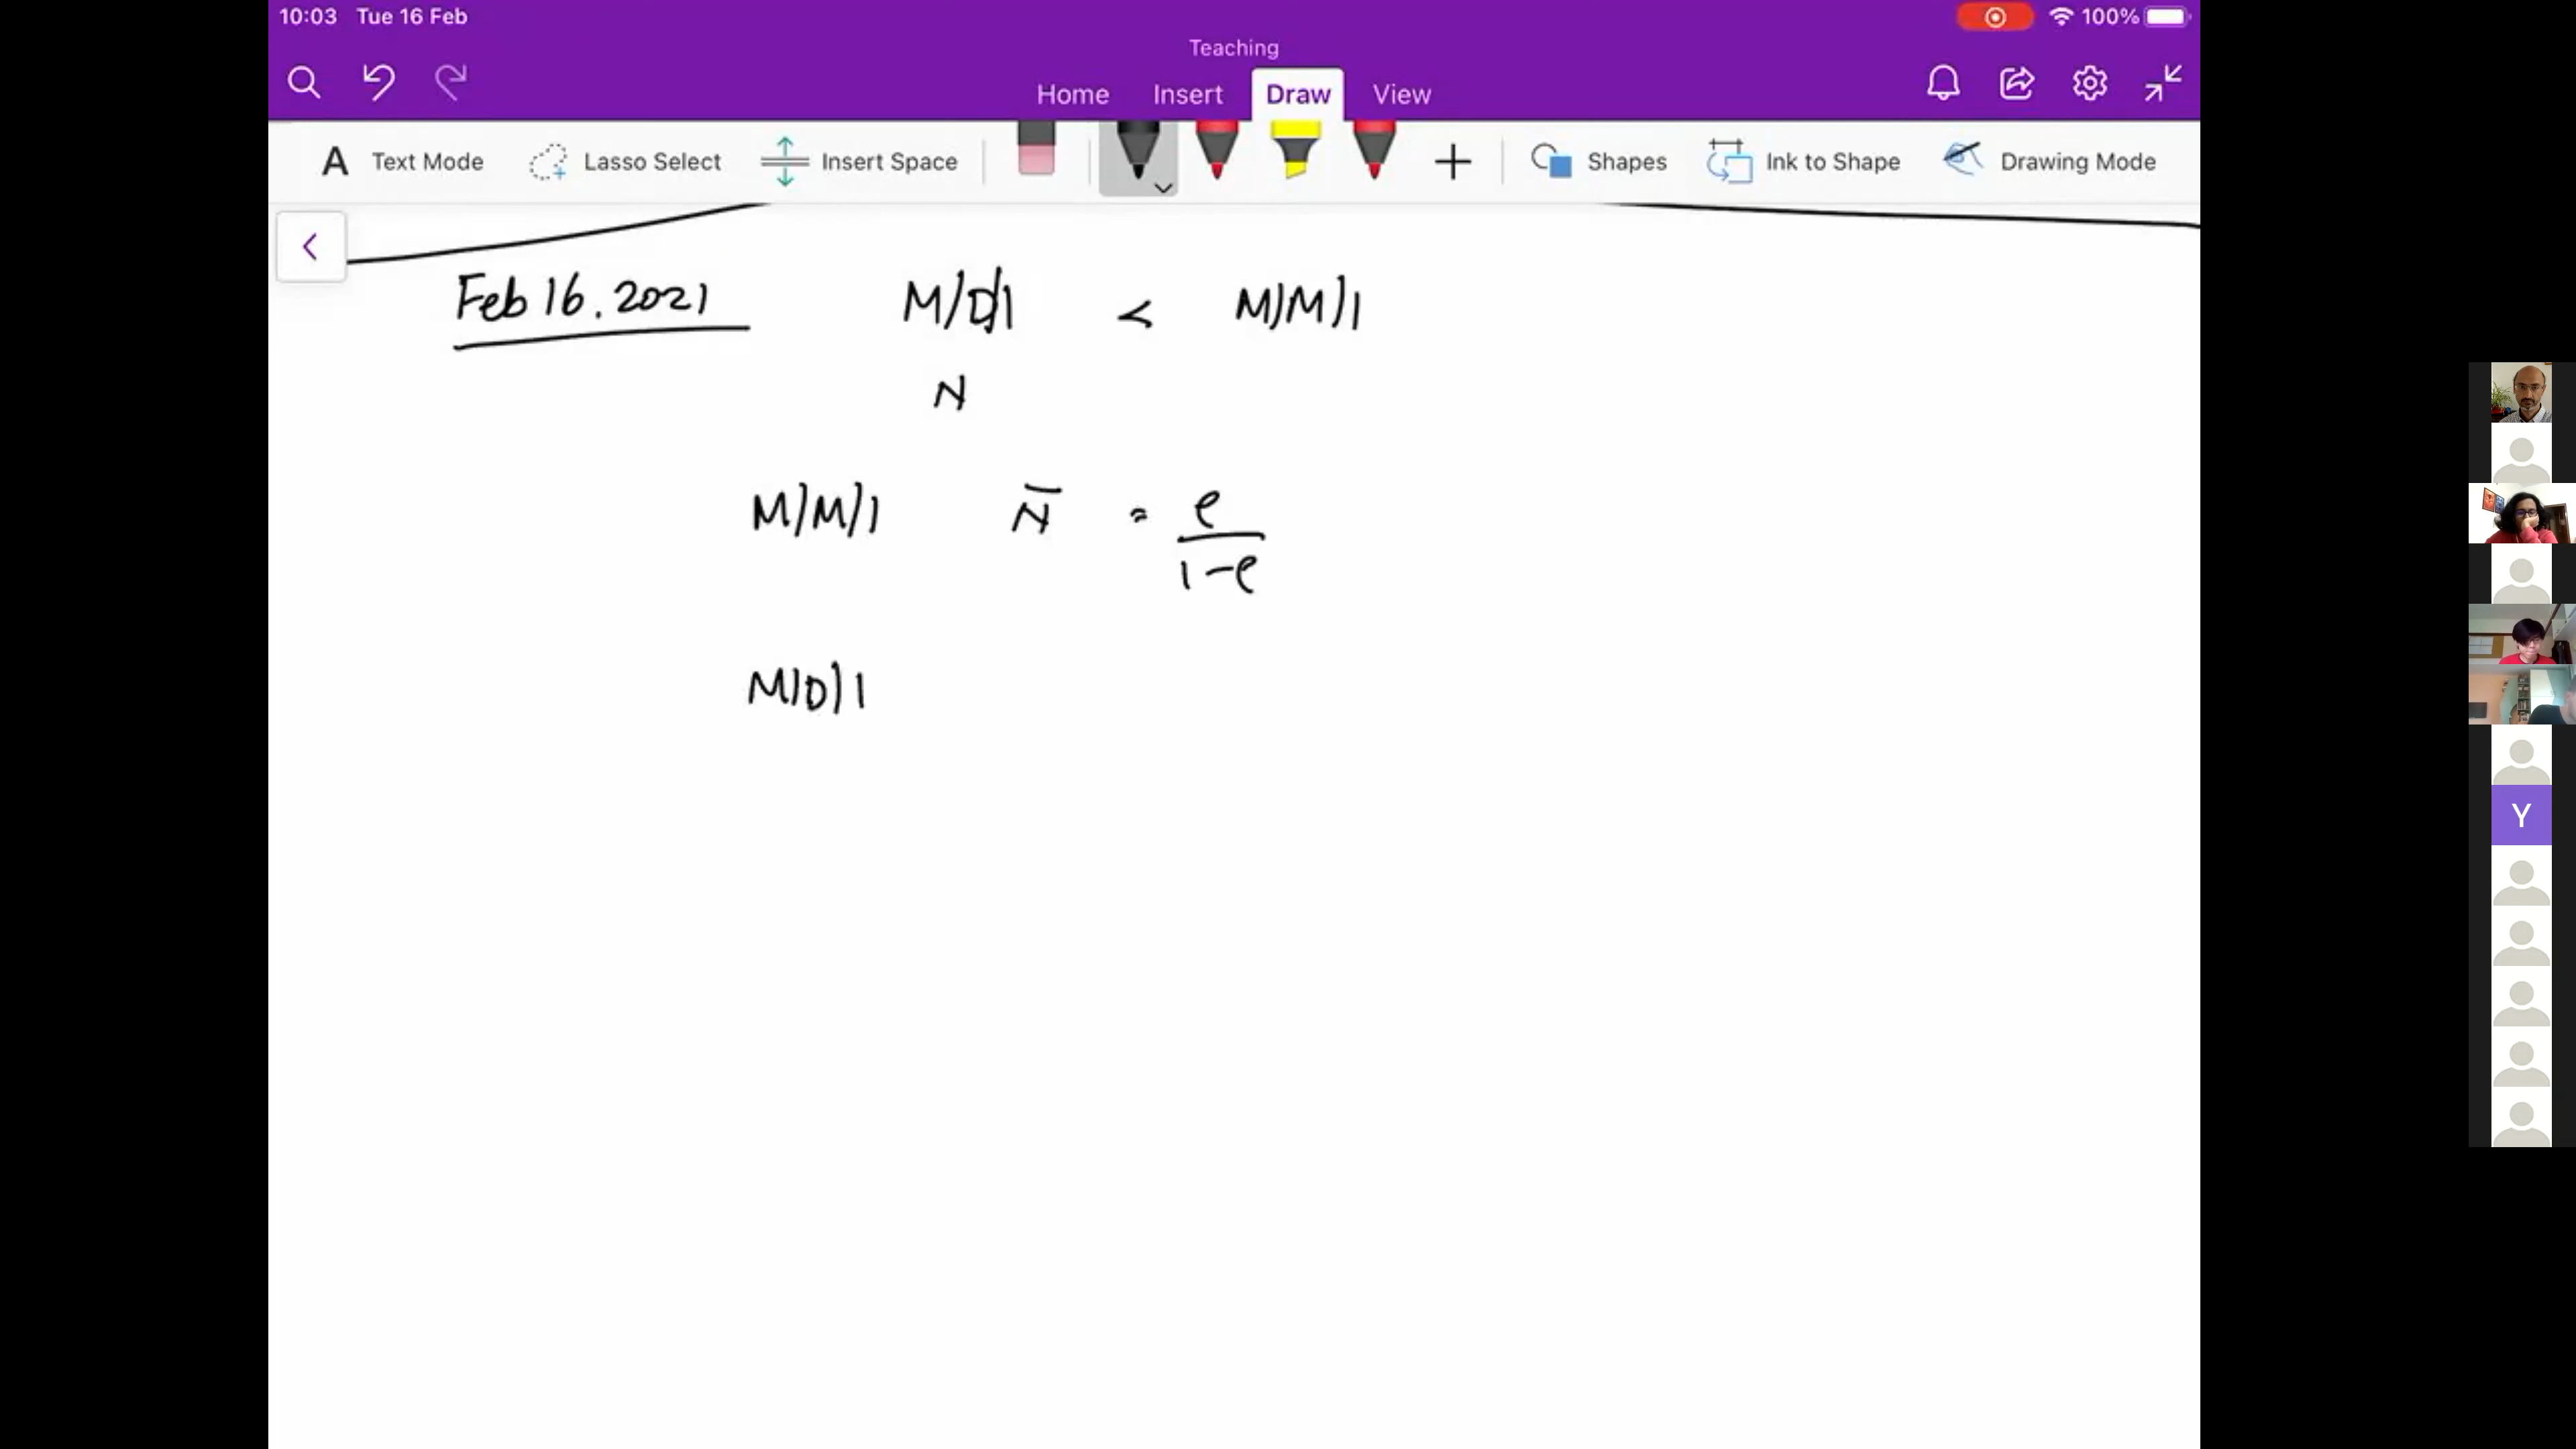 10:03 Tue 16 Feb 100%
Teaching
Home Insert Draw View
A Text Mode Lasso Select Insert Space Shapes Ink to Shape Drawing Mode
Feb 16. 2021 M/D/1 < M/M/1
N
M/M/1 N̄ = ρ
1-ρ
M/D/1
Y